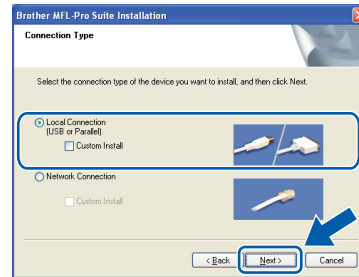 Brother MFL-Pro Suite Installation
Connection Type
Select the connection type of the device you want to install, and then click Next.
Local Connection
(USB or Parallel)
Custom Install
Network Connection
Custom Install
< Back
Next >
Cancel